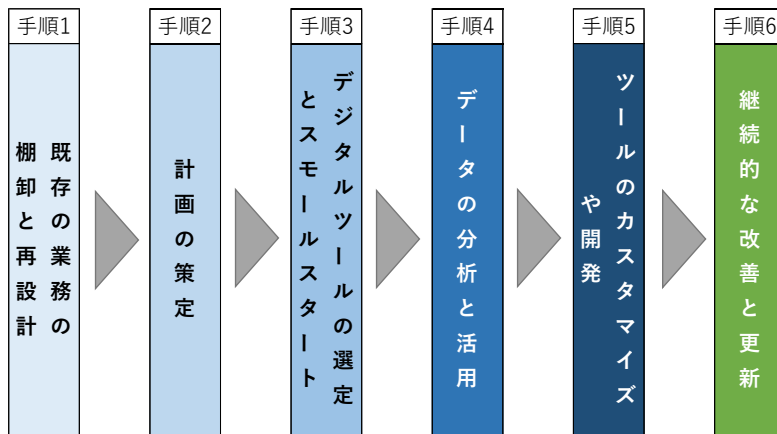 手順1
既存の業務の
棚卸と再設計
手順2
計画の策定
手順3
デジタルツールの選定
とスモールスタート
手順4
データの分析と活用
手順5
ツールのカスタマイズ
や開発
手順6
継続的な改善と更新